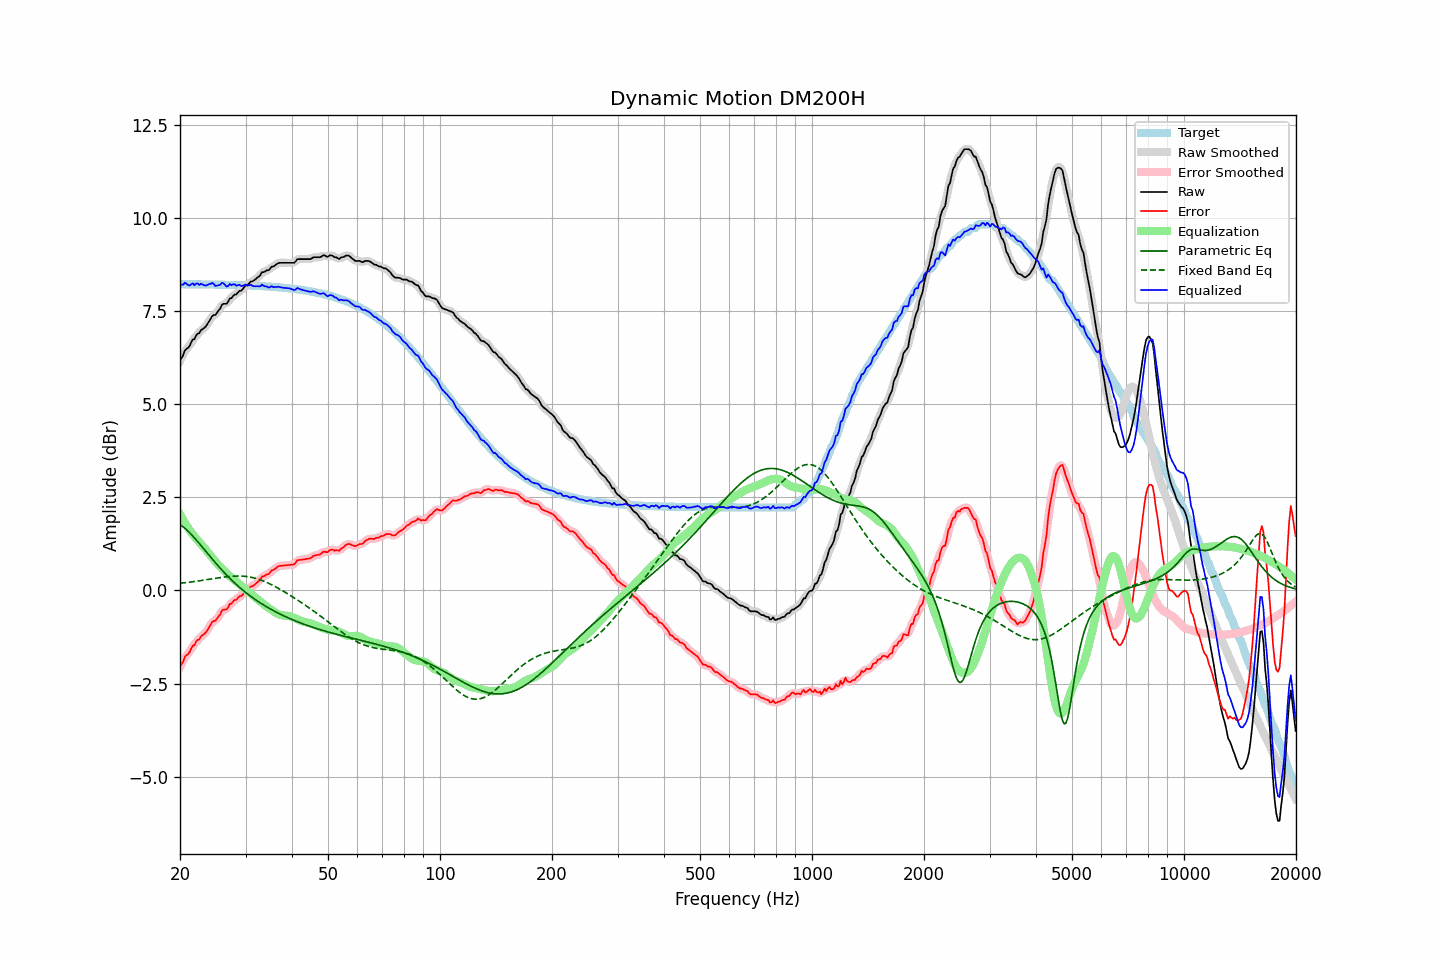 Dynamic Motion DM200H
Amplitude (dBr)
12.5
10.0
7.5
5.0
2.5
0.0
−2.5
−5.0
Target
Raw Smoothed
Error Smoothed
Raw
Error
Equalization
Parametric Eq
Fixed Band Eq
Equalized
20
50
100
200
500
1000
2000
5000
10000
20000
Frequency (Hz)